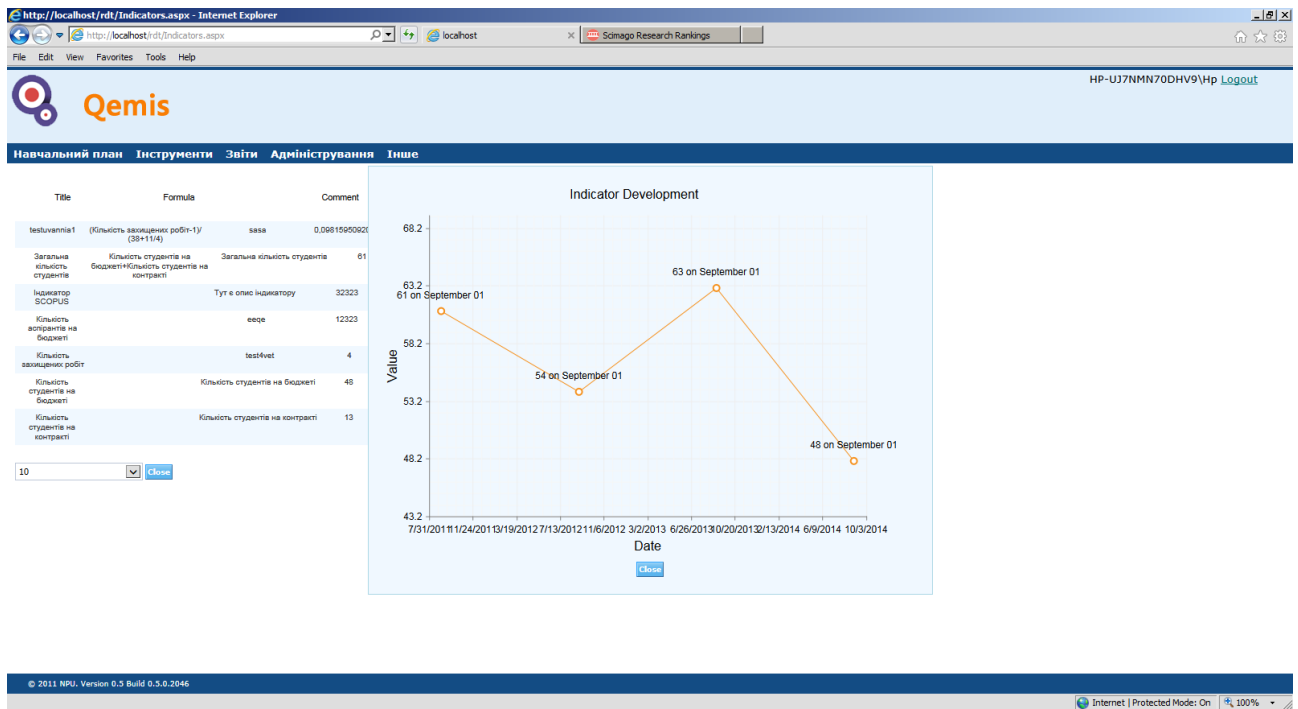 http://localhost/rdt/Indicators.aspx - Internet Explorer
http://localhost/rdt/Indicators.aspx
localhost
Scimago Research Rankings
File Edit View Favorites Tools Help
HP-UJ7NMN70DHV9\Hp Logout
Qemis
Навчальний план Інструменти Звіти Адміністрування Інше
Title Formula Comment
testuvannia1 (Кількість захищених робіт-1)/ sasa 0,09815950920
(38+11/4)
Загальна Кількість студентів на Загальна кількість студентів 61
кількість бюджеті+Кількість студентів на
студентів контракті
Індикатор Тут є опис індикатору 32323
SCOPUS
Кількість eeqe 12323
аспірантів на
бюджеті
Кількість test4vet 4
захищених робіт
Кількість Кількість студентів на бюджеті 48
студентів на
бюджеті
Кількість Кількість студентів на контракті 13
студентів на
контракті
10 Close
Indicator Development
68.2
63 on September 01
63.2
61 on September 01
58.2
54 on September 01
Value
53.2
48 on September 01
48.2
43.2
7/31/2011 11/24/2011 3/19/2012 7/13/2012 11/6/2012 3/2/2013 6/26/2013 10/20/2013 2/13/2014 6/9/2014 10/3/2014
Date
Close
© 2011 NPU. Version 0.5 Build 0.5.0.2046
Internet | Protected Mode: On 100%